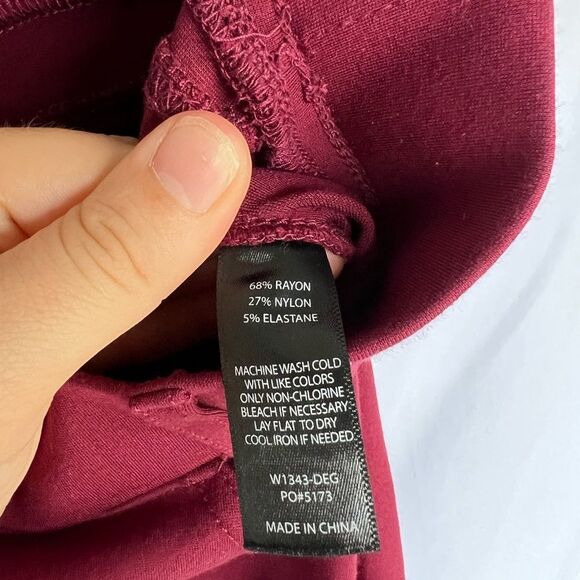 68% RAYON
27% NYLON
5% ELASTANE
MACHINE WASH COLD
WITH LIKE COLORS
ONLY NON-CHLORINE
BLEACH IF NECESSARY
LAY FLAT TO DRY
COOL IRON IF NEEDED
W1343-DEG
PO#5173
MADE IN CHINA